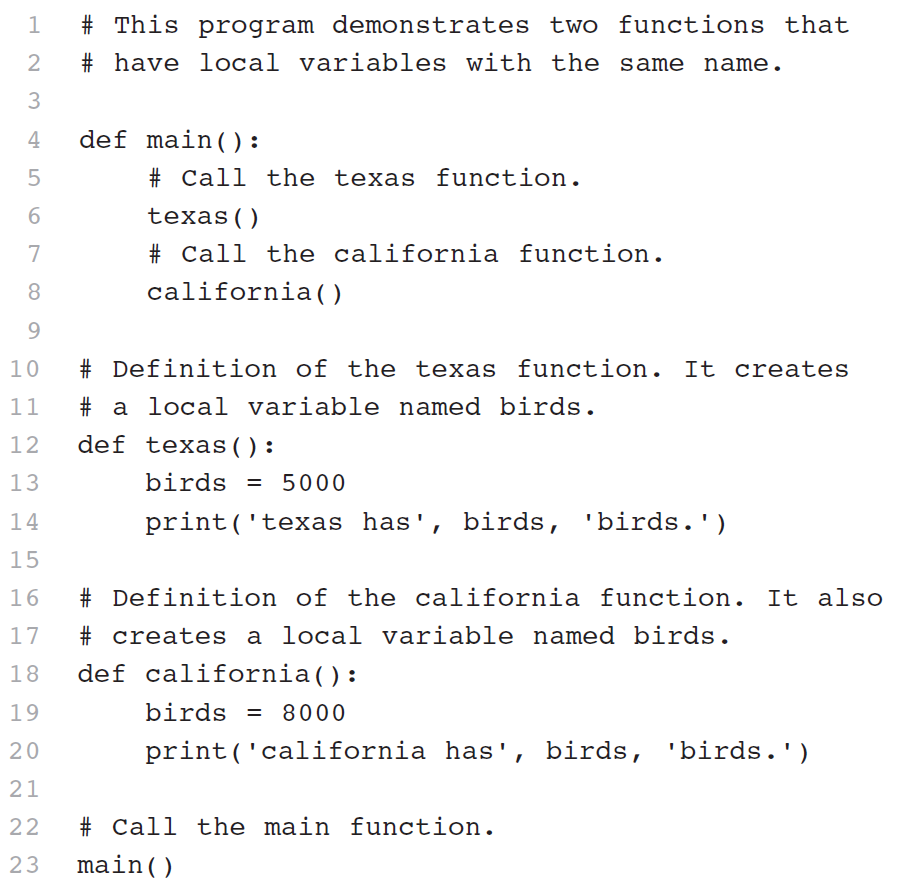 1 # This program demonstrates two functions that
2 # have local variables with the same name.
3
4 def main():
5     # Call the texas function.
6     texas()
7     # Call the california function.
8     california()
9
10 # Definition of the texas function. It creates
11 # a local variable named birds.
12 def texas():
13     birds = 5000
14     print('texas has', birds, 'birds.')
15
16 # Definition of the california function. It also
17 # creates a local variable named birds.
18 def california():
19     birds = 8000
20     print('california has', birds, 'birds.')
21
22 # Call the main function.
23 main()